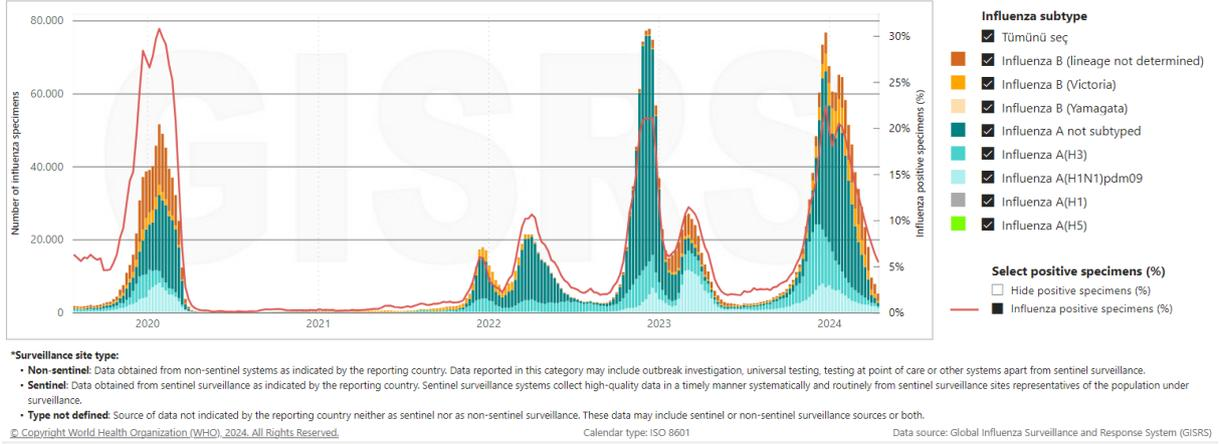 80.000
60.000
40.000
20.000
0
Number of influenza specimens
30%
25%
20%
15%
10%
5%
0%
Influenza positive specimens (%)
2020
2021
2022
2023
2024
GISRS
Influenza subtype
Tümünü seç
Influenza B (lineage not determined)
Influenza B (Victoria)
Influenza B (Yamagata)
Influenza A not subtyped
Influenza A(H3)
Influenza A(H1N1)pdm09
Influenza A(H1)
Influenza A(H5)
Select positive specimens (%)
Hide positive specimens (%)
Influenza positive specimens (%)
*Surveillance site type:
• Non-sentinel: Data obtained from non-sentinel systems as indicated by the reporting country. Data reported in this category may include outbreak investigation, universal testing, testing at point of care or other systems apart from sentinel surveillance.
• Sentinel: Data obtained from sentinel surveillance as indicated by the reporting country. Sentinel surveillance systems collect high-quality data in a timely manner systematically and routinely from sentinel surveillance sites representatives of the population under
surveillance.
• Type not defined: Source of data not indicated by the reporting country neither as sentinel nor as non-sentinel surveillance. These data may include sentinel or non-sentinel surveillance sources or both.
© Copyright World Health Organization (WHO), 2024. All Rights Reserved.
Calendar type: ISO 8601
Data source: Global Influenza Surveillance and Response System (GISRS)